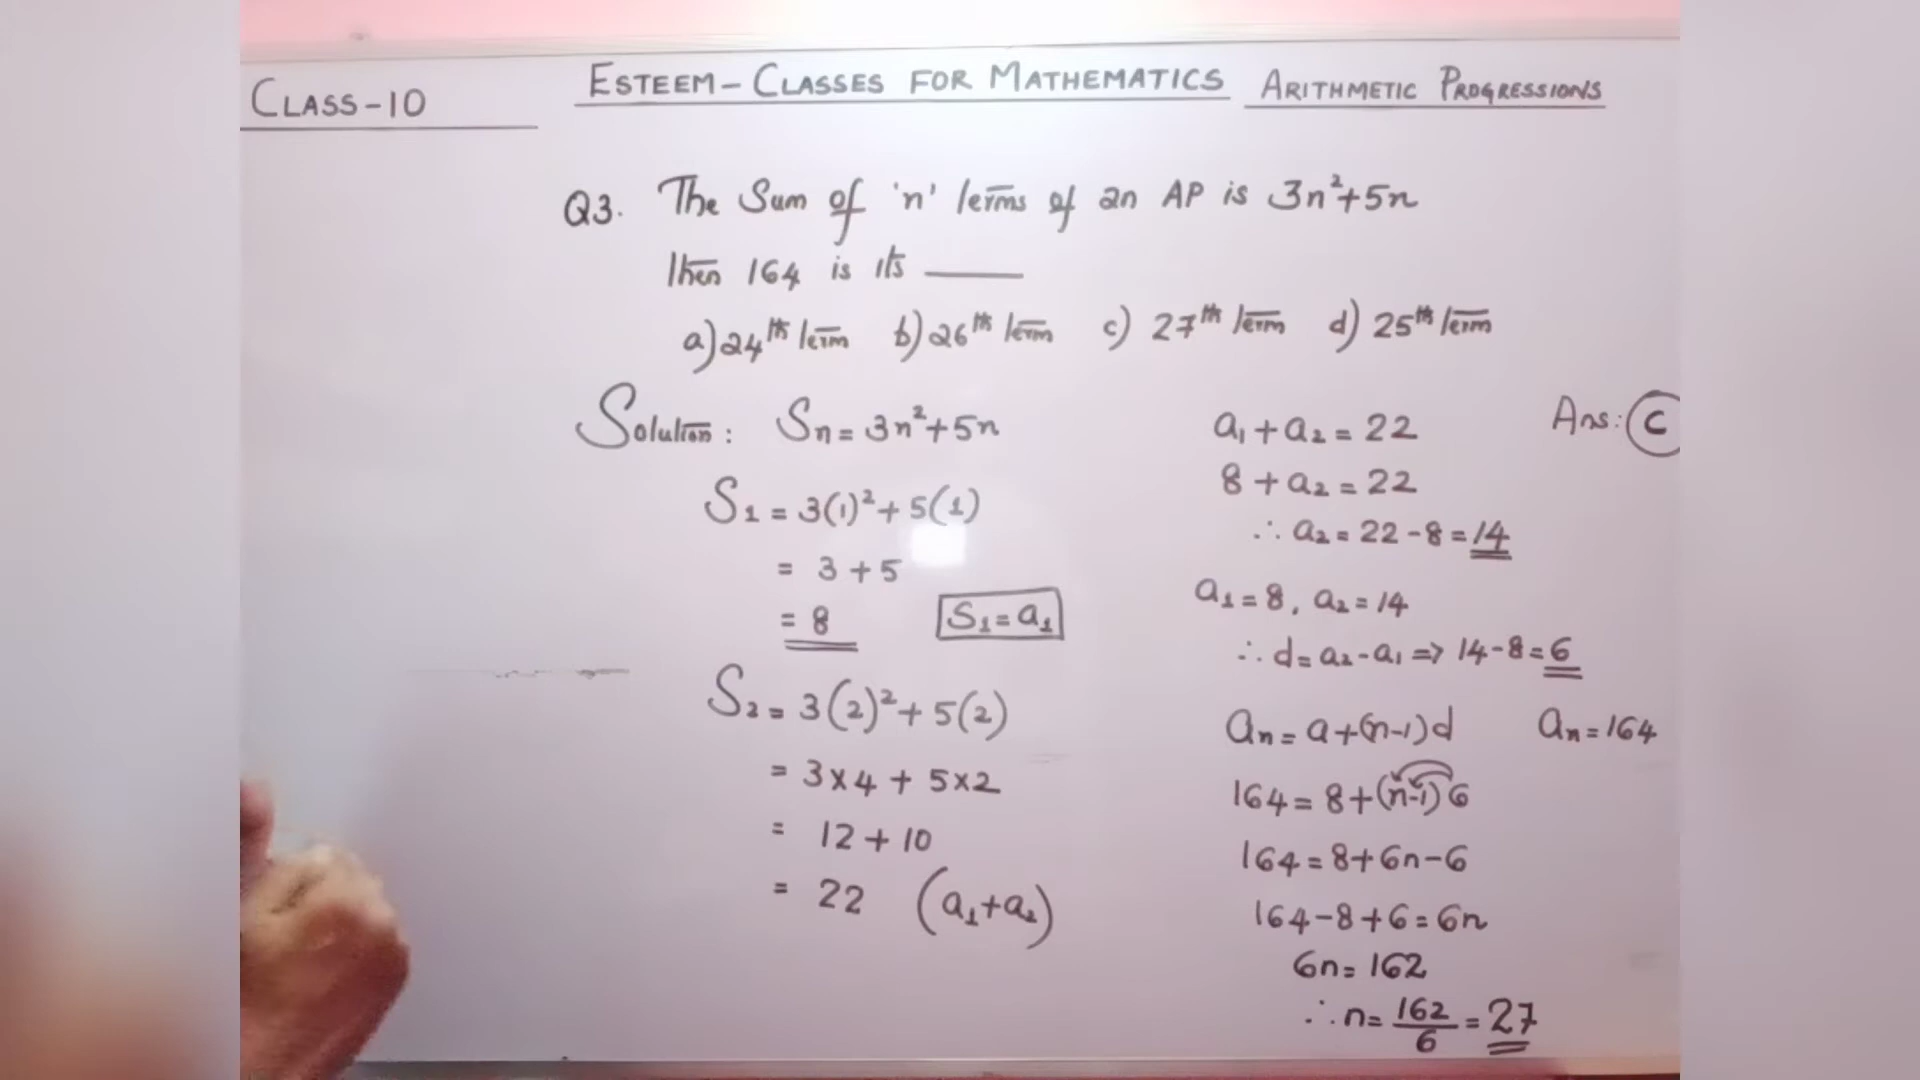 CLASS-10
ESTEEM-CLASSES FOR MATHEMATICS
ARITHMETIC PROGRESSIONS
Q3. The Sum of 'n' terms of an AP is 3n²+5n
then 164 is its ____
a) 24th term b) 26th term c) 27th term d) 25th term
Solution: Sn = 3n²+5n
S₁ = 3(1)²+5(1)
= 3+5
= 8 S₁=a₁
S₂ = 3(2)²+5(2)
= 3×4 + 5×2
= 12+10
= 22 (a₁+a₂)
a₁+a₂ = 22
8+a₂ = 22
∴ a₂ = 22-8 = 14
a₁=8, a₂=14
∴ d=a₂-a₁ ⇒ 14-8=6
an = a+(n-1)d an=164
164 = 8+(n-1)6
164 = 8+6n-6
164-8+6 = 6n
6n = 162
∴ n = 162/6 = 27
Ans: C